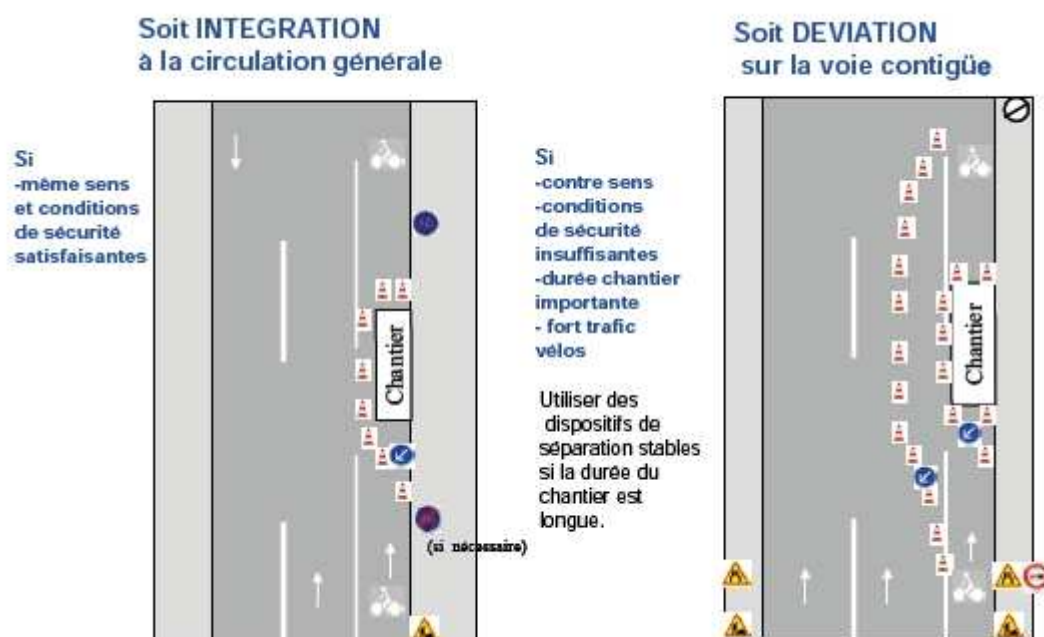 Soit INTEGRATION
à la circulation générale
Si
-même sens
et conditions
de sécurité
satisfaisantes
Chantier
(si nécessaire)
Soit DEVIATION
sur la voie contigüe
Si
-contre sens
-conditions
de sécurité
insuffisantes
-durée chantier
importante
- fort trafic
vélos
Utiliser des
dispositifs de
séparation stables
si la durée du
chantier est
longue.
Chantier